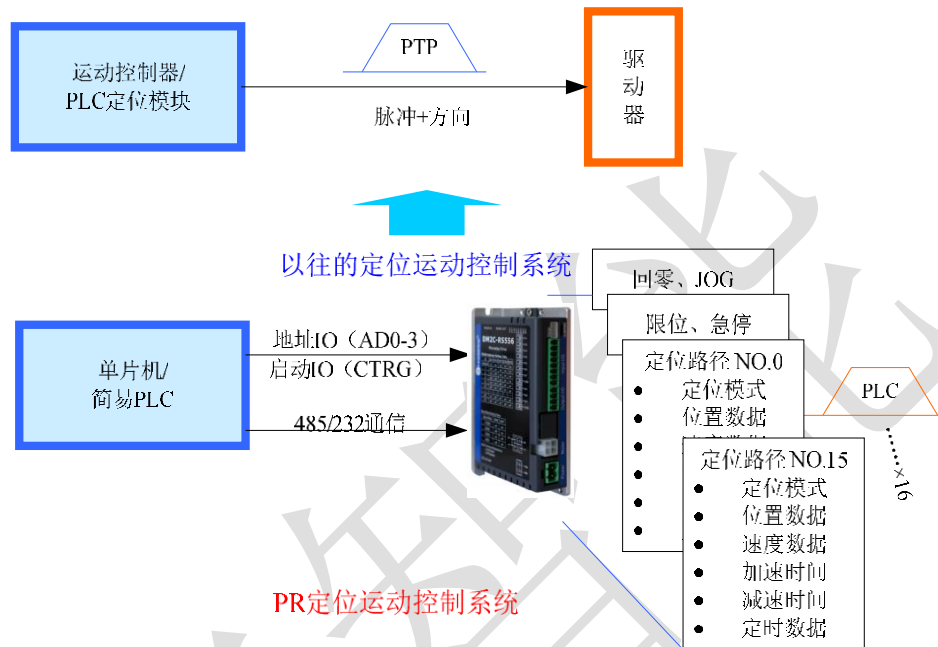 运动控制器/
PLC定位模块
PTP
脉冲+方向
驱
动
器
以往的定位运动控制系统
单片机/
简易PLC
地址IO（AD0-3）
启动IO（CTRG）
485/232通信
DM2C-RS556
回零、JOG
限位、急停
定位路径 NO.0
● 定位模式
● 位置数据
●
●
●
PLC
×16
定位路径 NO.15
● 定位模式
● 位置数据
● 速度数据
● 加速时间
● 减速时间
● 定时数据
PR定位运动控制系统